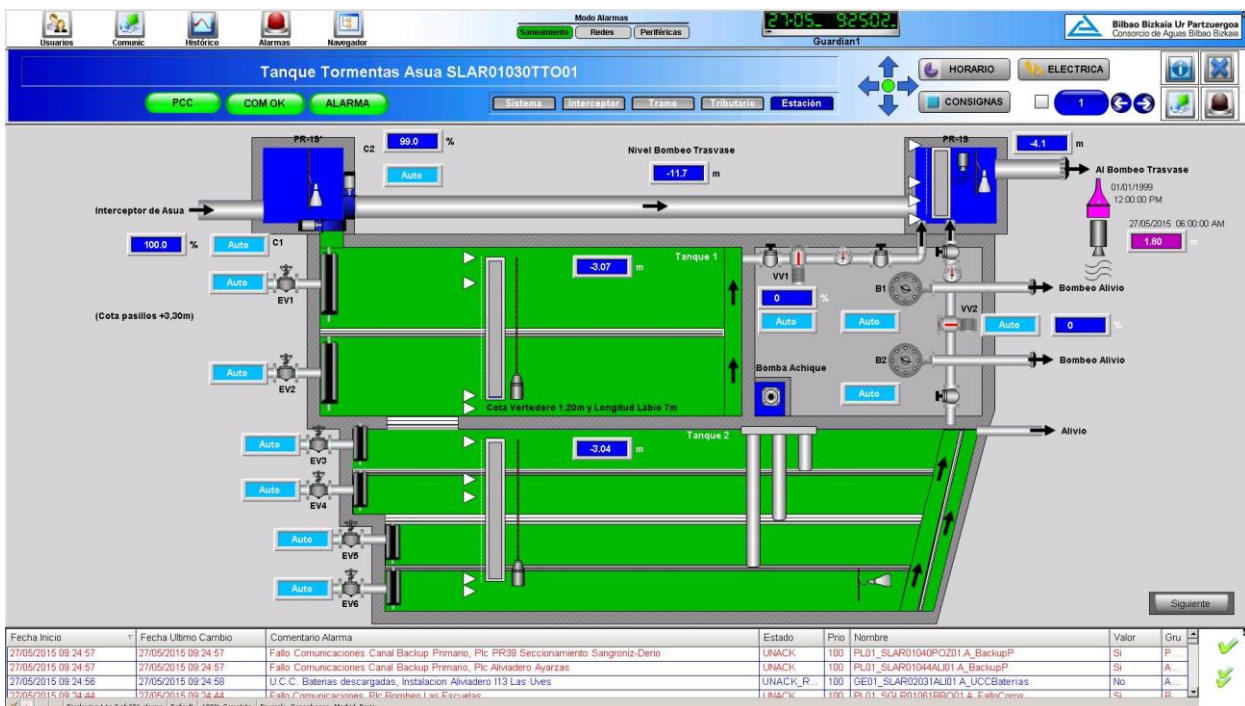 Usuarios
Comunic
Histórico
Alarmas
Navegador
Modo Alarmas
Saneamiento Redes Periféricas
27-05- 9:25:02
Guardian1
Bilbao Bizkaia Ur Partzuergoa
Consorcio de Aguas Bilbao Bizkaia
Tanque Tormentas Asua SLAR01030TTO01
PCC COM OK ALARMA
Sistema Interceptor Tramo Tributario Estación
HORARIO ELECTRICA
CONSIGNAS 1
PR-19'
C2 99.0 %
Auto
Nivel Bombeo Trasvase
-11.7 m
PR-19
-4.1 m
Al Bombeo Trasvase
01/01/1999
12:00:00 PM
27/05/2015 06:00:00 AM
1.80 m
Interceptor de Asua
100.0 % Auto C1
Auto EV1
(Cota pasillos +3,30m)
Auto EV2
-3.07 m
Tanque 1
VV1
0 %
Auto
B1
Auto
Bombeo Alivio
VV2
Auto 0 %
B2
Auto
Bombeo Alivio
Bomba Achique
Cota Vertedero 1.20m y Longitud Labio 7m
Alivio
Auto EV3
-3.04 m
Tanque 2
Auto EV4
Auto EV5
Auto EV6
Siguiente
Fecha Inicio Fecha Ultimo Cambio Comentario Alarma Estado Prio Nombre Valor Gru
27/05/2015 09:24:57 27/05/2015 09:24:57 Fallo Comunicaciones Canal Backup Primario, Plc PR39 Seccionamiento Sangroniz-Derio UNACK 100 PL01_SLAR01040POZ01.A_BackupP Si P...
27/05/2015 09:24:57 27/05/2015 09:24:57 Fallo Comunicaciones Canal Backup Primario, Plc Aliviadero Ayarzas UNACK 100 PL01_SLAR01044ALI01.A_BackupP Si A...
27/05/2015 09:24:56 27/05/2015 09:24:58 U.C.C. Baterias descargadas, Instalacion Aliviadero I13 Las Uves UNACK_R... 100 GE01_SLAR02031ALI01.A_UCCBaterias No A...
27/05/2015 09:24:44 27/05/2015 09:24:44 Fallo Comunicaciones, Plc Bombeo Las Escuelas UNACK 100 Si